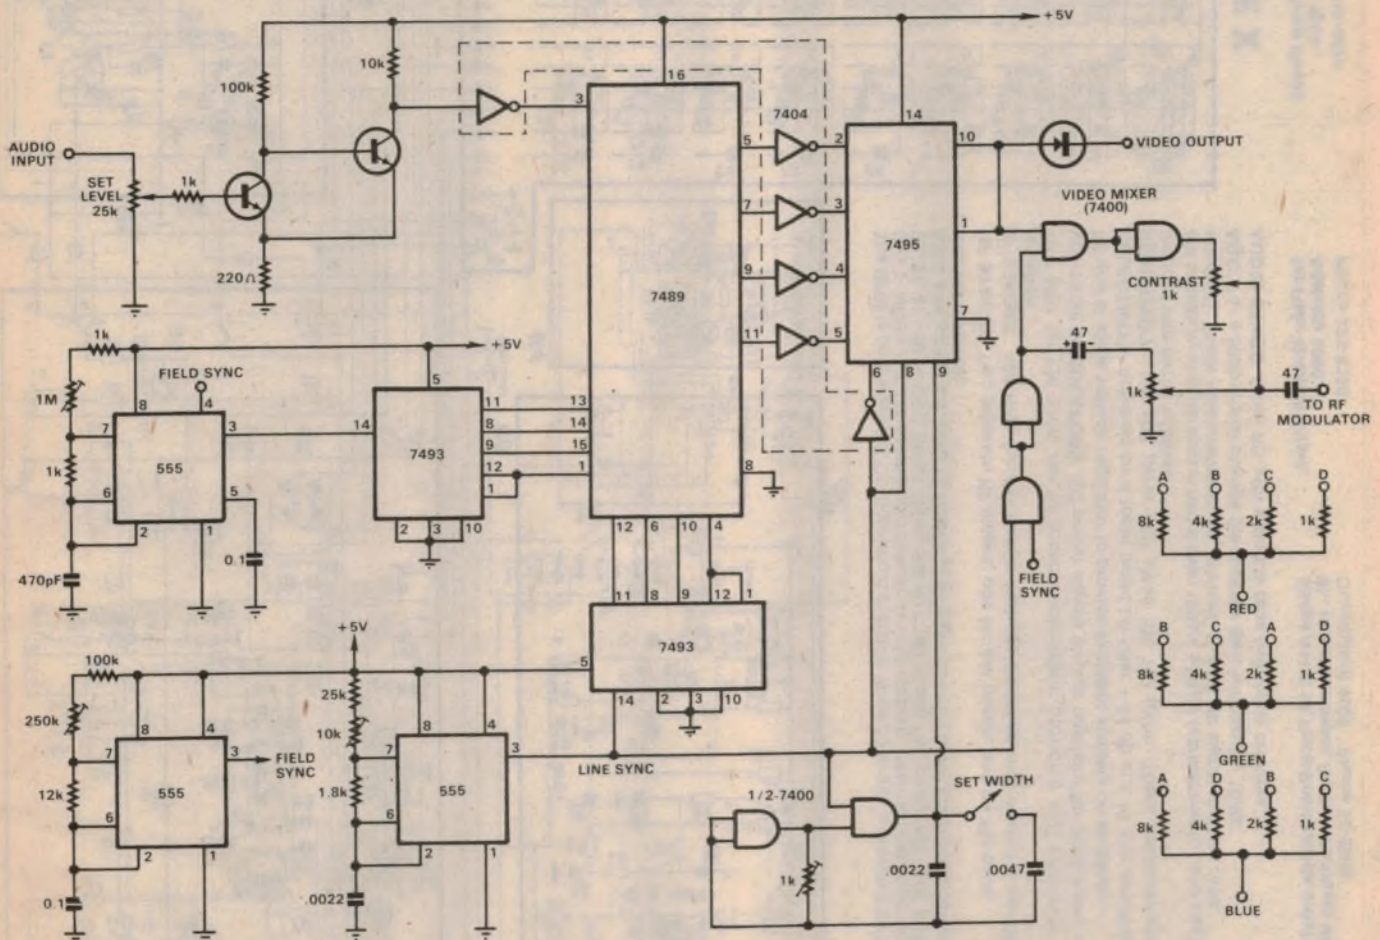 +5V
10k
100k
16
3
14
7404
5
2
10
VIDEO OUTPUT
AUDIO INPUT
SET LEVEL 25k
1k
VIDEO MIXER (7400)
7
3
1
7489
7495
9
4
220Ω
CONTRAST 1k
11
5
7
1k
+5V
FIELD SYNC
6
8
9
+ 47 -
1M
8
4
5
11
13
8
14
9
15
12
1
1
1k
47
TO RF MODULATOR
7
3
14
7493
1k
555
6
5
8
2
1
2
3
10
12
6
10
4
A
B
C
D
8k
4k
2k
1k
0.1
470pF
FIELD SYNC
RED
11
8
9
12
1
+5V
7493
B
C
A
D
100k
5
14
2
3
10
8k
4k
2k
1k
250k
8
4
25k
10k
8
4
GREEN
7
3
FIELD SYNC
7
3
LINE SYNC
SET WIDTH
12k
555
1.8k
555
1/2-7400
A
D
B
C
8k
4k
2k
1k
6
6
2
1
2
1
1k
.0022
.0047
0.1
.0022
BLUE